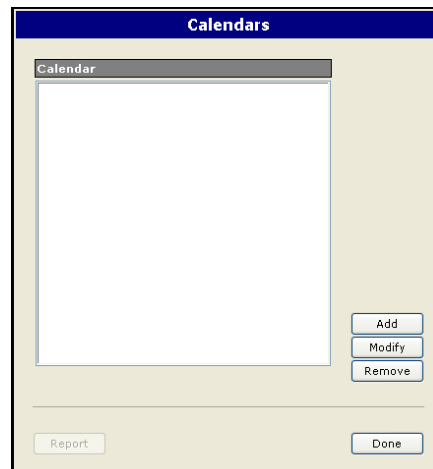 Calendars
Calendar
Add
Modify
Remove
Report
Done